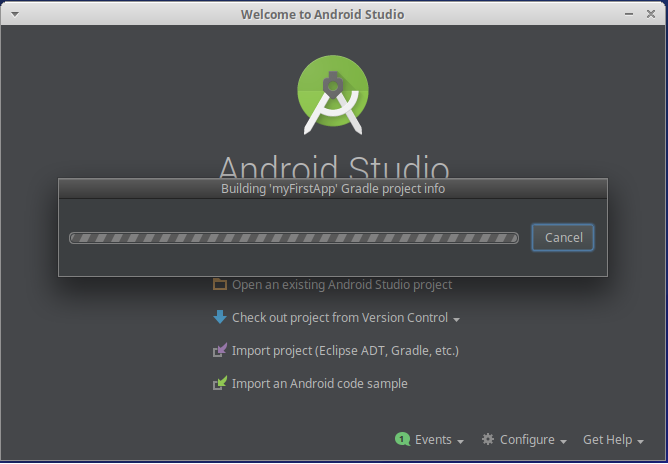 Welcome to Android Studio
Android Studio
Building 'myFirstApp' Gradle project info
Cancel
Open an existing Android Studio project
Check out project from Version Control
Import project (Eclipse ADT, Gradle, etc.)
Import an Android code sample
1 Events Configure Get Help